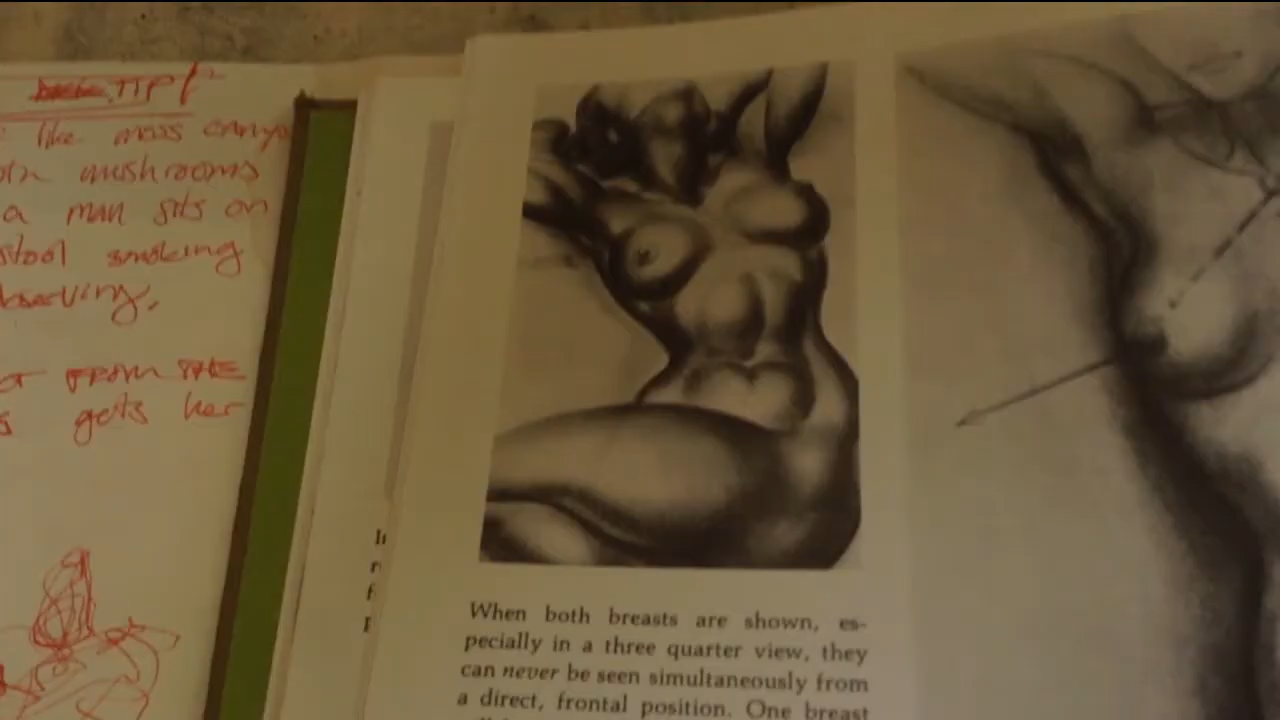 TIP
like moss canyo
mushrooms
a man sits on
stool smoking
FROM THE
gets her
When both breasts are shown, es-
pecially in a three quarter view, they
can never be seen simultaneously from
a direct, frontal position. One breast